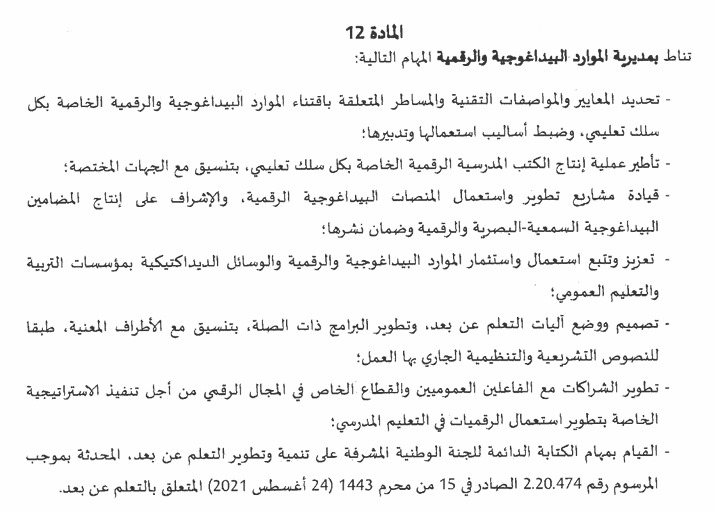 المادة 12
تناط بمديرية الموارد البيداغوجية والرقمية المهام التالية:
- تحديد المعايير والمواصفات التقنية والمساطر المتعلقة باقتناء الموارد البيداغوجية والرقمية الخاصة بكل
سلك تعليمي، وضبط أساليب استعمالها وتدبيرها؛
- تأطير عملية إنتاج الكتب المدرسية الرقمية الخاصة بكل سلك تعليمي، بتنسيق مع الجهات المختصة؛
- قيادة مشاريع تطوير واستعمال المنصات البيداغوجية الرقمية، والإشراف على إنتاج المضامين
البيداغوجية السمعية-البصرية والرقمية وضمان نشرها؛
- تعزيز وتتبع استعمال واستثمار الموارد البيداغوجية والرقمية والوسائل الديداكتيكية بمؤسسات التربية
والتعليم العمومي؛
- تصميم ووضع آليات التعلم عن بعد، وتطوير البرامج ذات الصلة، بتنسيق مع الأطراف المعنية، طبقا
للنصوص التشريعية والتنظيمية الجاري بها العمل؛
- تطوير الشراكات مع الفاعلين العموميين والقطاع الخاص في المجال الرقمي من أجل تنفيذ الاستراتيجية
الخاصة بتطوير استعمال الرقميات في التعليم المدرسي؛
- القيام بمهام الكتابة الدائمة للجنة الوطنية المشرفة على تنمية وتطوير التعلم عن بعد، المحدثة بموجب
المرسوم رقم 2.20.474 الصادر في 15 من محرم 1443 (24 أغسطس 2021) المتعلق بالتعلم عن بعد.